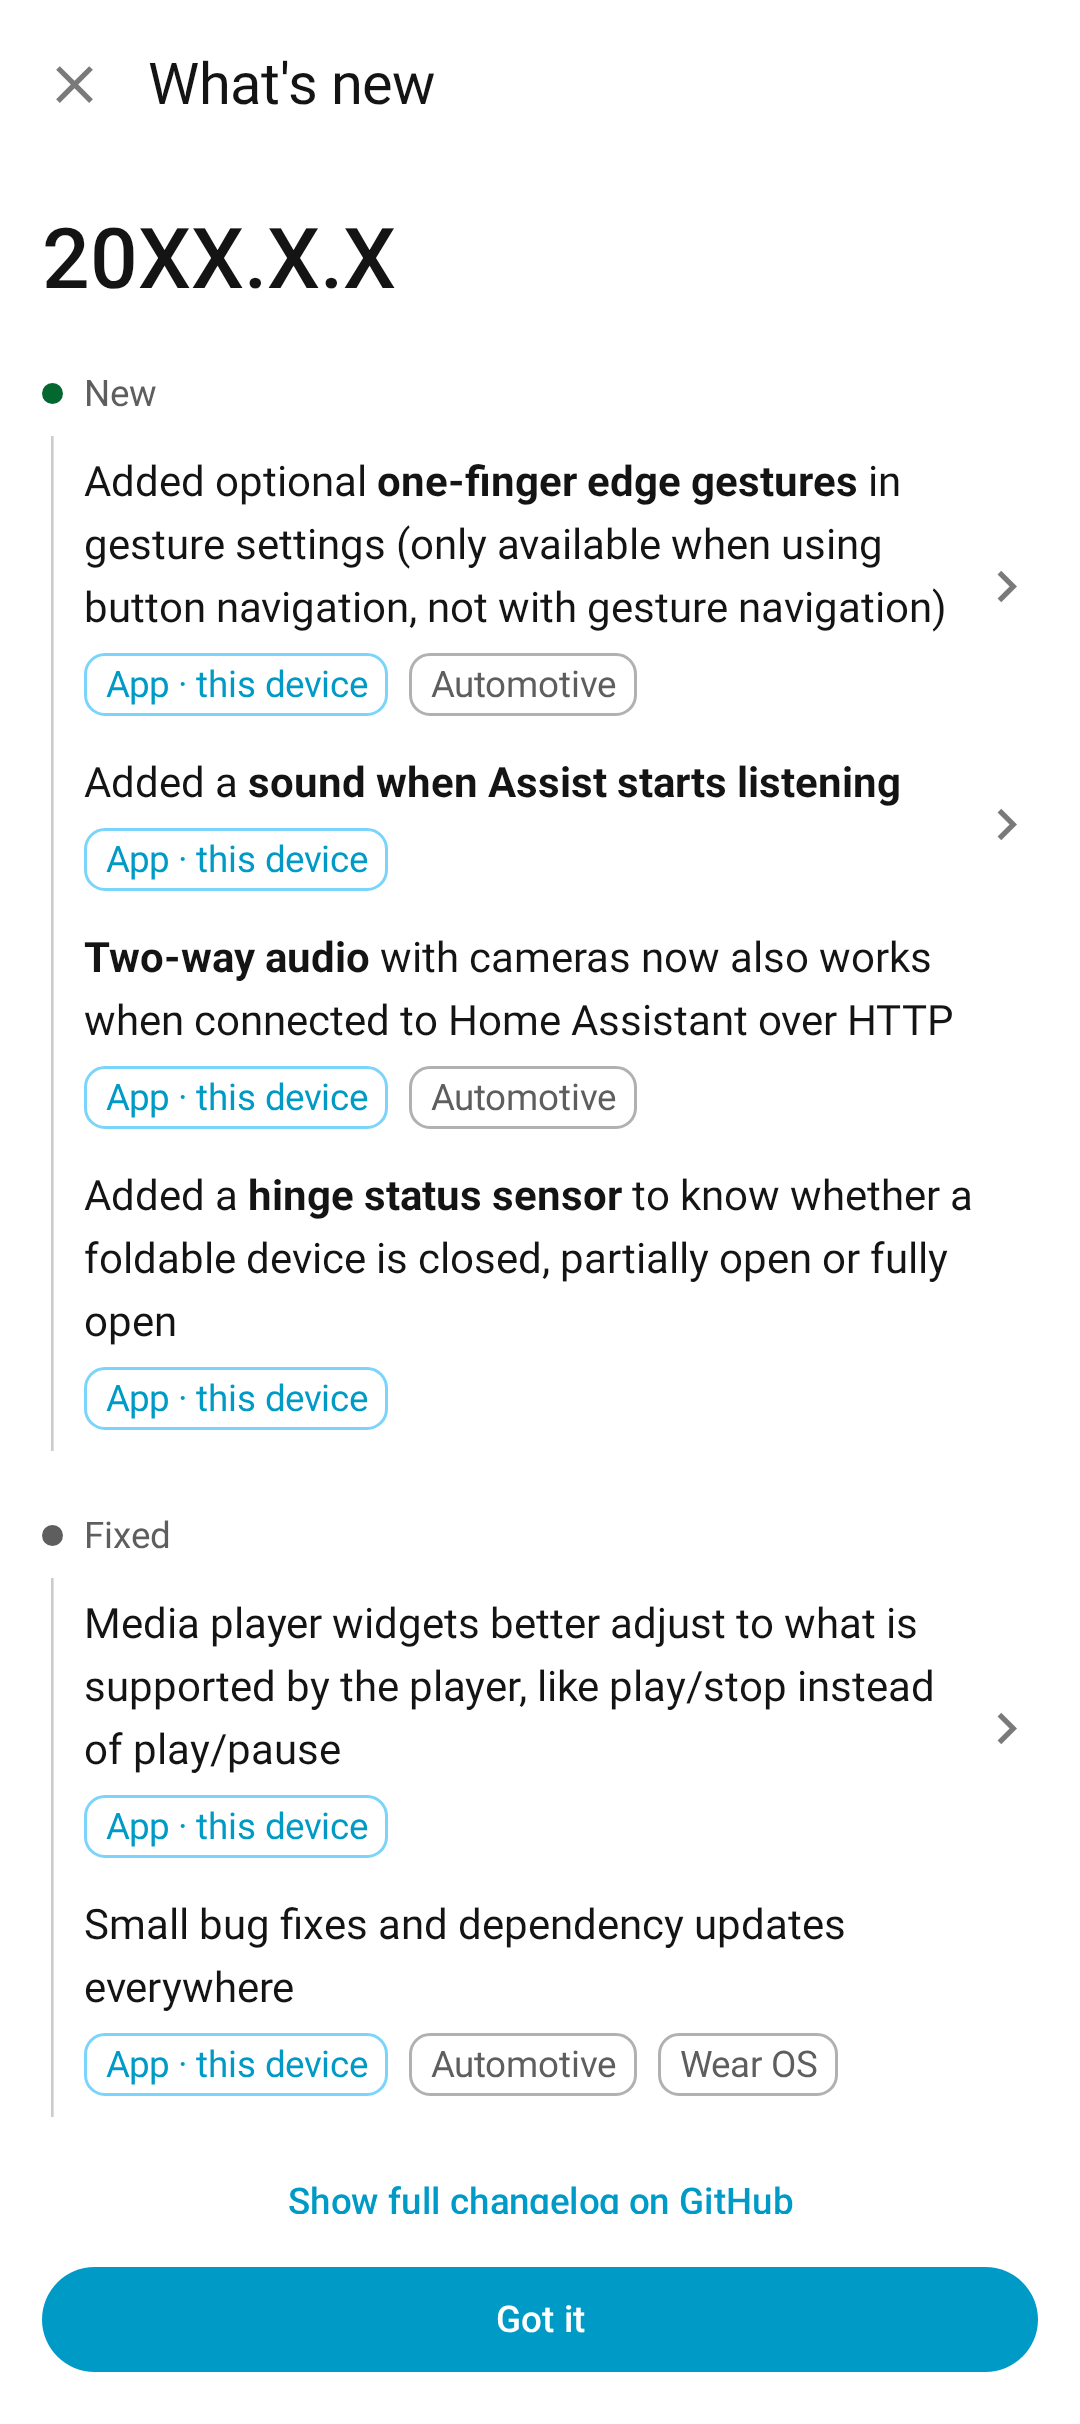 What's new
20XX.X.X
New
Added optional one-finger edge gestures in
gesture settings (only available when using
button navigation, not with gesture navigation)
App · this device
Automotive
Added a sound when Assist starts listening
App · this device
Two-way audio with cameras now also works
when connected to Home Assistant over HTTP
App · this device
Automotive
Added a hinge status sensor to know whether a
foldable device is closed, partially open or fully
open
App · this device
Fixed
Media player widgets better adjust to what is
supported by the player, like play/stop instead
of play/pause
App · this device
Small bug fixes and dependency updates
everywhere
App · this device
Automotive
Wear OS
Show full changelog on GitHub
Got it